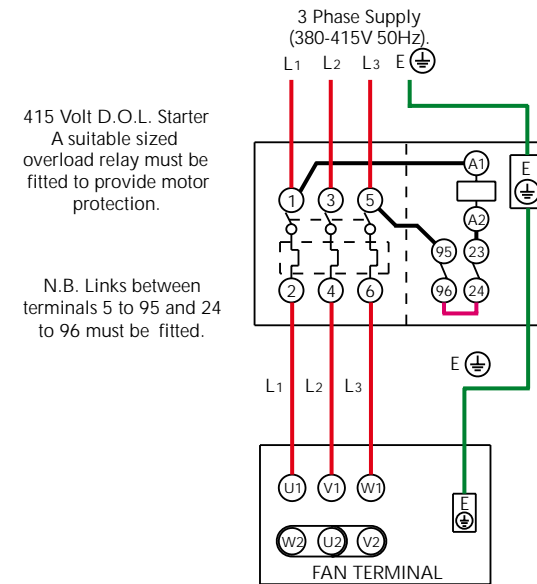 3 Phase Supply
(380-415V 50Hz).
L1 L2 L3 E
415 Volt D.O.L. Starter
A suitable sized
overload relay must be
fitted to provide motor
protection.
A1
E
1 3 5
A2
95 23
N.B. Links between
terminals 5 to 95 and 24
to 96 must be fitted.
2 4 6
96 24
E
L1 L2 L3
U1 V1 W1
E
W2 U2 V2
FAN TERMINAL